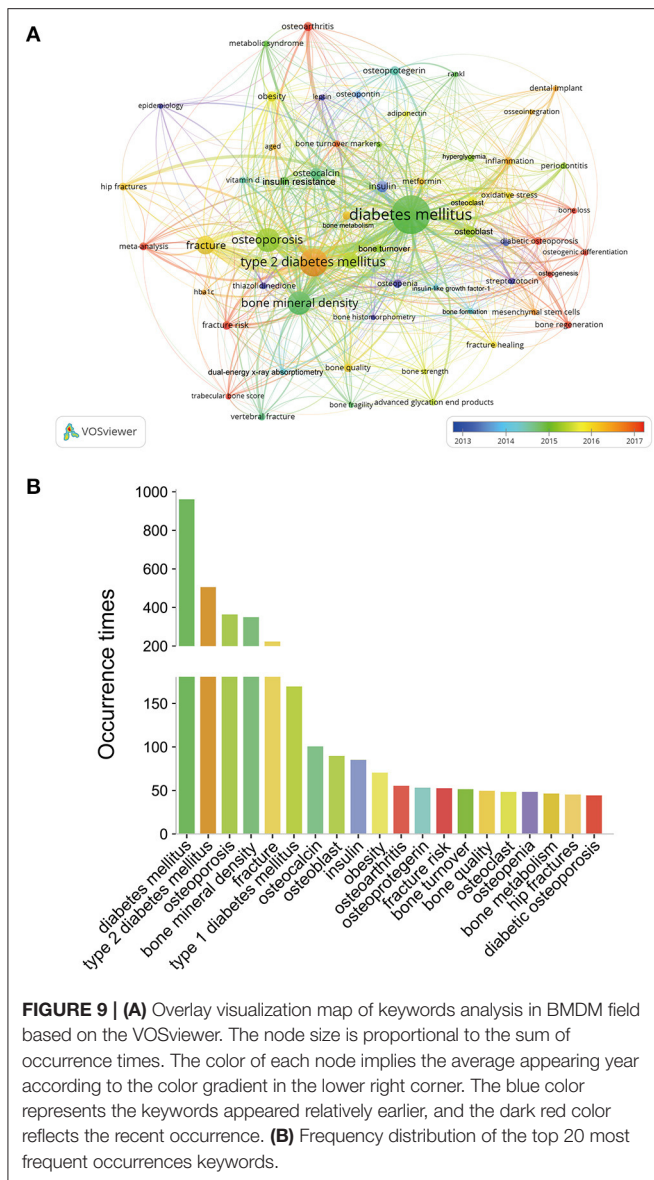 A
osteoarthritis
metabolic syndrome
osteoprotegerin
rankl
obesity
leptin
osteopontin
dental implant
epidemiology
adiponectin
osseointegration
aged
bone turnover markers
hyperglycemia
inflammation
osteocalcin
periodontitis
vitamin d
insulin resistance
insulin
metformin
hip fractures
oxidative stress
osteoclast
diabetes mellitus
bone loss
bone metabolism
osteoblast
osteoporosis
fracture
meta-analysis
bone turnover
diabetic osteoporosis
osteogenic differentiation
type 2 diabetes mellitus
osteogenesis
thiazolidinedione
osteopenia
streptozotocin
hba1c
insulin-like growth factor-1
bone mineral density
bone formation
mesenchymal stem cells
bone histomorphometry
fracture risk
bone regeneration
fracture healing
dual-energy x-ray absorptiometry
bone quality
bone strength
trabecular bone score
bone fragility
advanced glycation end products
vertebral fracture
VOSviewer
2013 2014 2015 2016 2017
B
Occurrence times
1000
800
600
400
200
150
100
50
0
diabetes mellitus
type 2 diabetes mellitus
osteoporosis
bone mineral density
fracture
type 1 diabetes mellitus
osteocalcin
osteoblast
insulin
obesity
osteoarthritis
osteoprotegerin
fracture risk
bone turnover
bone quality
osteoclast
osteopenia
bone metabolism
hip fractures
diabetic osteoporosis
FIGURE 9 | (A) Overlay visualization map of keywords analysis in BMDM field
based on the VOSviewer. The node size is proportional to the sum of
occurrence times. The color of each node implies the average appearing year
according to the color gradient in the lower right corner. The blue color
represents the keywords appeared relatively earlier, and the dark red color
reflects the recent occurrence. (B) Frequency distribution of the top 20 most
frequent occurrences keywords.